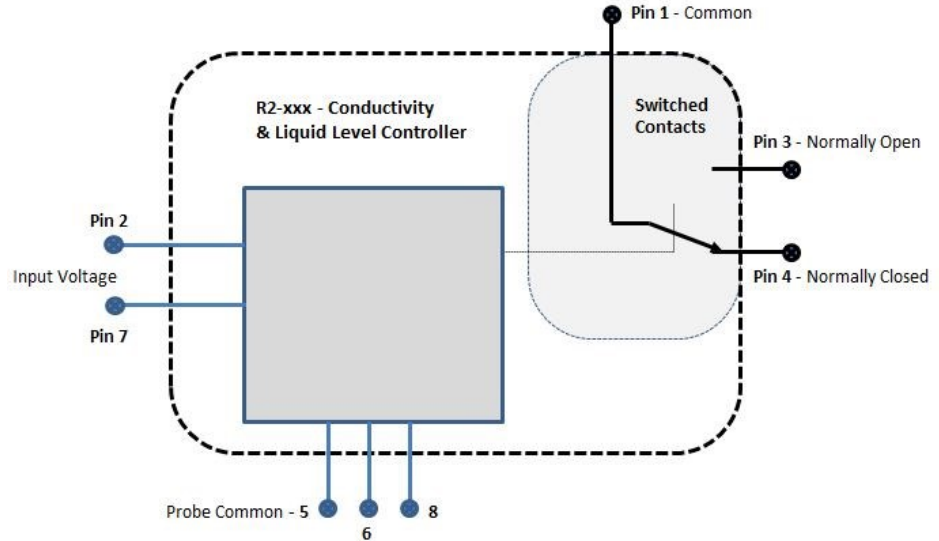 Pin 1 - Common
R2-xxx - Conductivity
& Liquid Level Controller
Switched
Contacts
Pin 3 - Normally Open
Pin 2
Input Voltage
Pin 4 - Normally Closed
Pin 7
Probe Common - 5
8
6